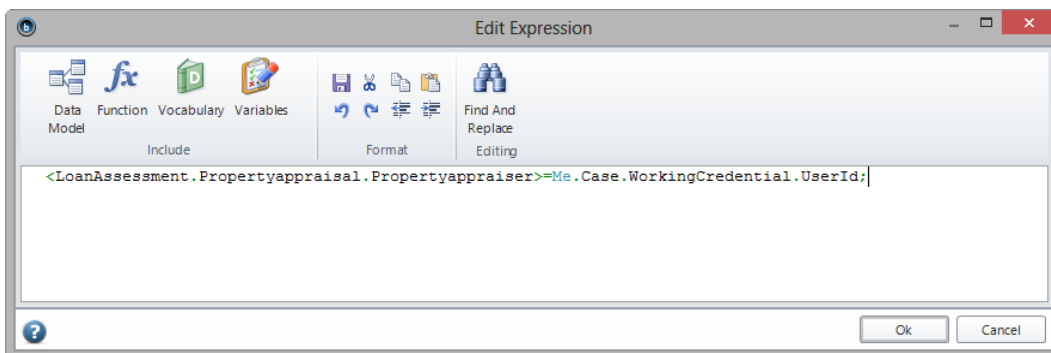 Edit Expression
Data Model
Function
Vocabulary
Variables
Find And Replace
Include
Format
Editing
<LoanAssessment.Propertyappraisal.Propertyappraiser>=Me.Case.WorkingCredential.UserId;
Ok
Cancel